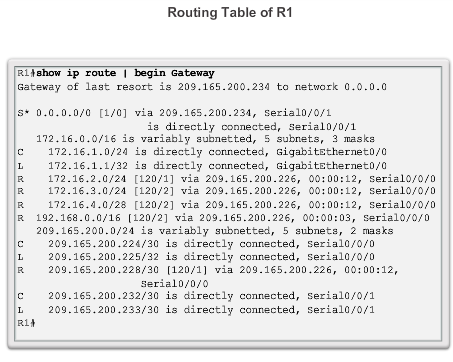 Routing Table of R1
R1#show ip route | begin Gateway
Gateway of last resort is 209.165.200.234 to network 0.0.0.0
S* 0.0.0.0/0 [1/0] via 209.165.200.234, Serial0/0/1
is directly connected, Serial0/0/1
172.16.0.0/16 is variably subnetted, 5 subnets, 3 masks
C 172.16.1.0/24 is directly connected, GigabitEthernet0/0
L 172.16.1.1/32 is directly connected, GigabitEthernet0/0
R 172.16.2.0/24 [120/1] via 209.165.200.226, 00:00:12, Serial0/0/0
R 172.16.3.0/24 [120/2] via 209.165.200.226, 00:00:12, Serial0/0/0
R 172.16.4.0/28 [120/2] via 209.165.200.226, 00:00:12, Serial0/0/0
R 192.168.0.0/16 [120/2] via 209.165.200.226, 00:00:03, Serial0/0/0
209.165.200.0/24 is variably subnetted, 5 subnets, 2 masks
C 209.165.200.224/30 is directly connected, Serial0/0/0
L 209.165.200.225/32 is directly connected, Serial0/0/0
R 209.165.200.228/30 [120/1] via 209.165.200.226, 00:00:12,
Serial0/0/0
C 209.165.200.232/30 is directly connected, Serial0/0/1
L 209.165.200.233/30 is directly connected, Serial0/0/1
R1#